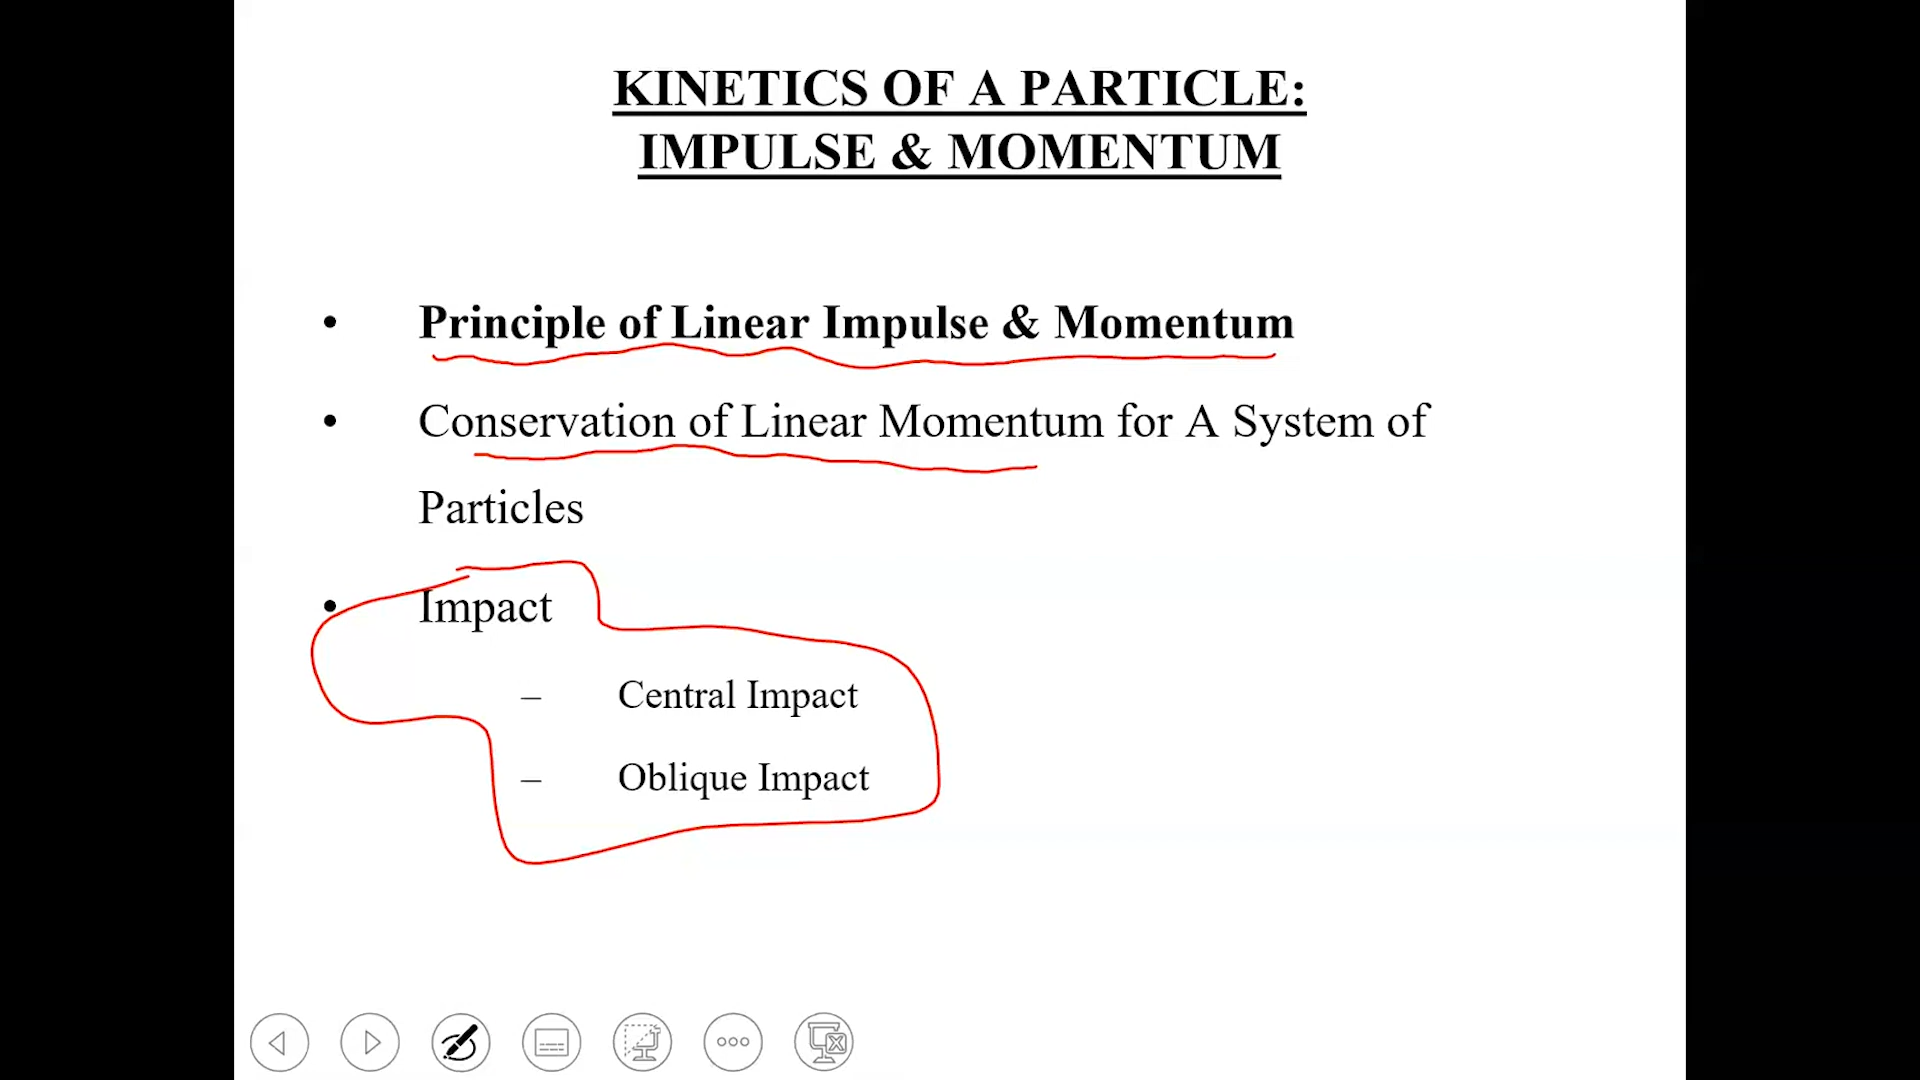 KINETICS OF A PARTICLE:
IMPULSE & MOMENTUM
• Principle of Linear Impulse & Momentum
• Conservation of Linear Momentum for A System of
Particles
• Impact
– Central Impact
– Oblique Impact